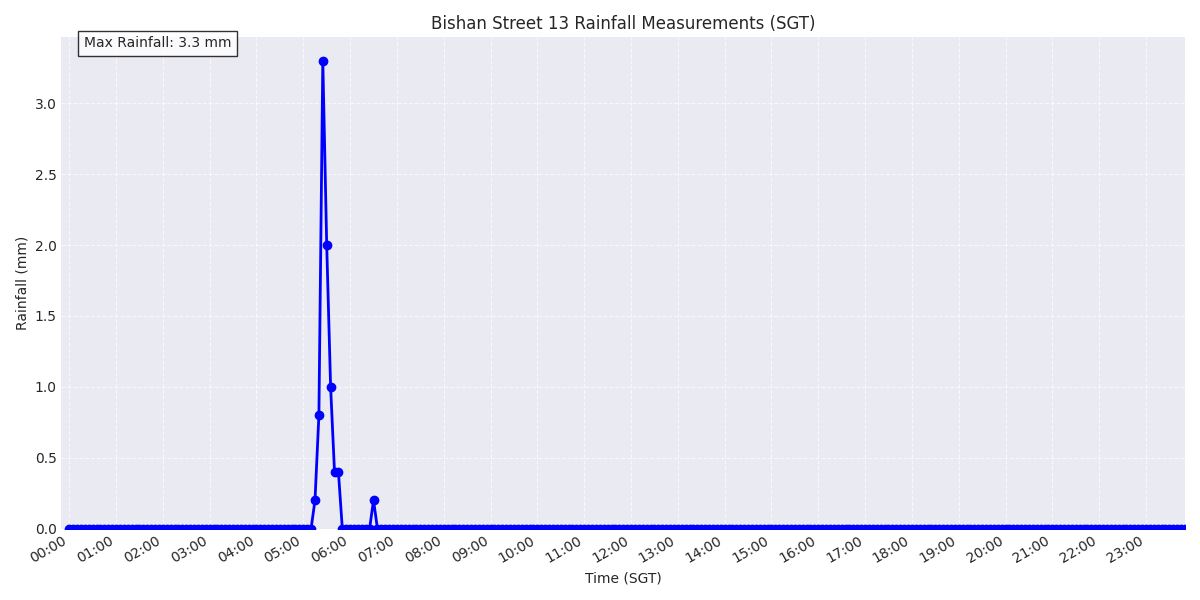 Bishan Street 13 Rainfall Measurements (SGT)
Max Rainfall: 3.3 mm
Rainfall (mm)
3.0
2.5
2.0
1.5
1.0
0.5
0.0
00:00 01:00 02:00 03:00 04:00 05:00 06:00 07:00 08:00 09:00 10:00 11:00 12:00 13:00 14:00 15:00 16:00 17:00 18:00 19:00 20:00 21:00 22:00 23:00
Time (SGT)